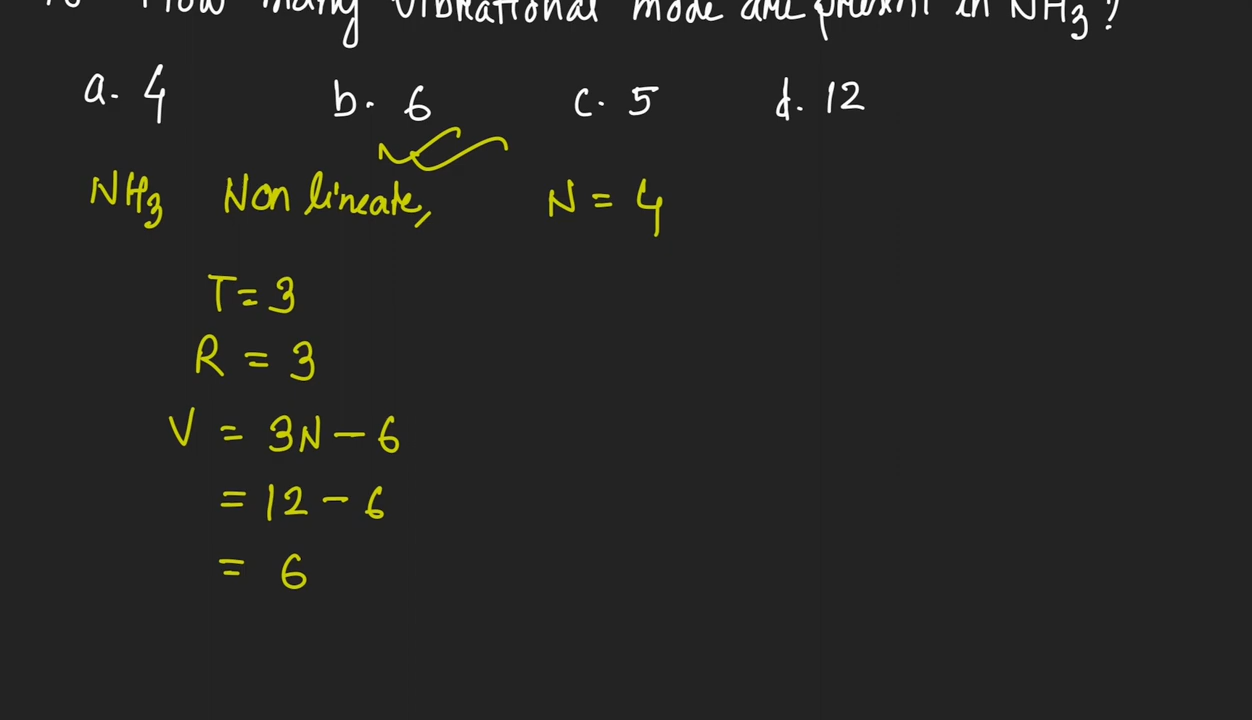 How many vibrational mode are present in NH3?
a. 4 b. 6 c. 5 d. 12
NH3 Non lineate, N = 4
T = 3
R = 3
V = 3N - 6
= 12 - 6
= 6